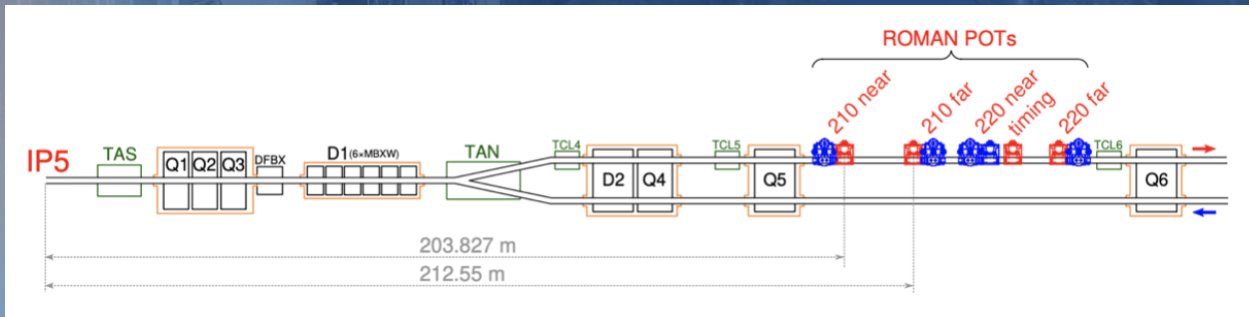 ROMAN POTs
210 near
210 far
220 near
timing
220 far
IP5
TAS
Q1 Q2 Q3
DFBX
D1 (6×MBXW)
TAN
TCL4
D2 Q4
TCL5
Q5
TCL6
Q6
203.827 m
212.55 m